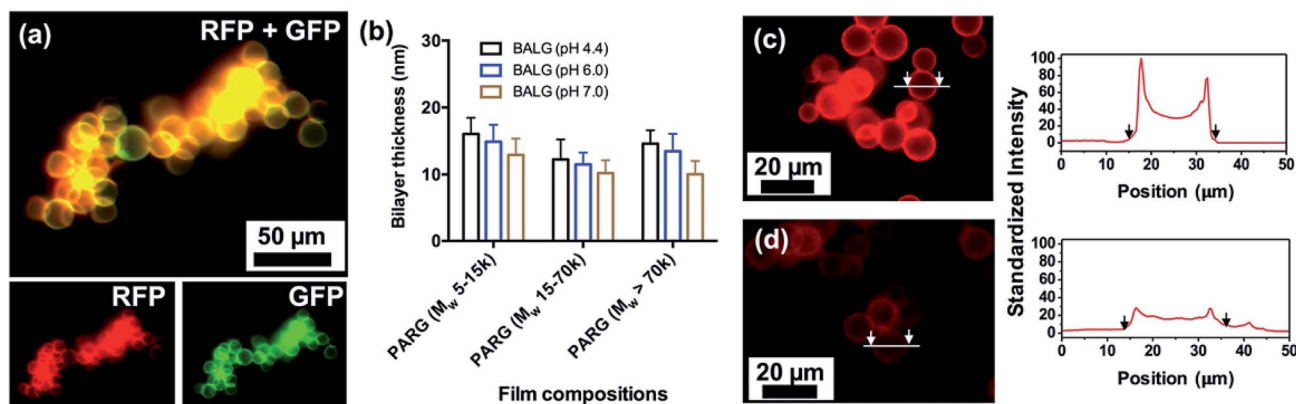 (a)
RFP + GFP
50 µm
RFP
GFP
(b)
Bilayer thickness (nm)
30
20
10
0
BALG (pH 4.4)
BALG (pH 6.0)
BALG (pH 7.0)
PARG (Mw 5-15k)
PARG (Mw 15-70k)
PARG (Mw > 70k)
Film compositions
(c)
20 µm
(d)
20 µm
Standardized Intensity
100
80
60
40
20
0
0 10 20 30 40 50
Position (µm)
100
80
60
40
20
0
0 10 20 30 40 50
Position (µm)